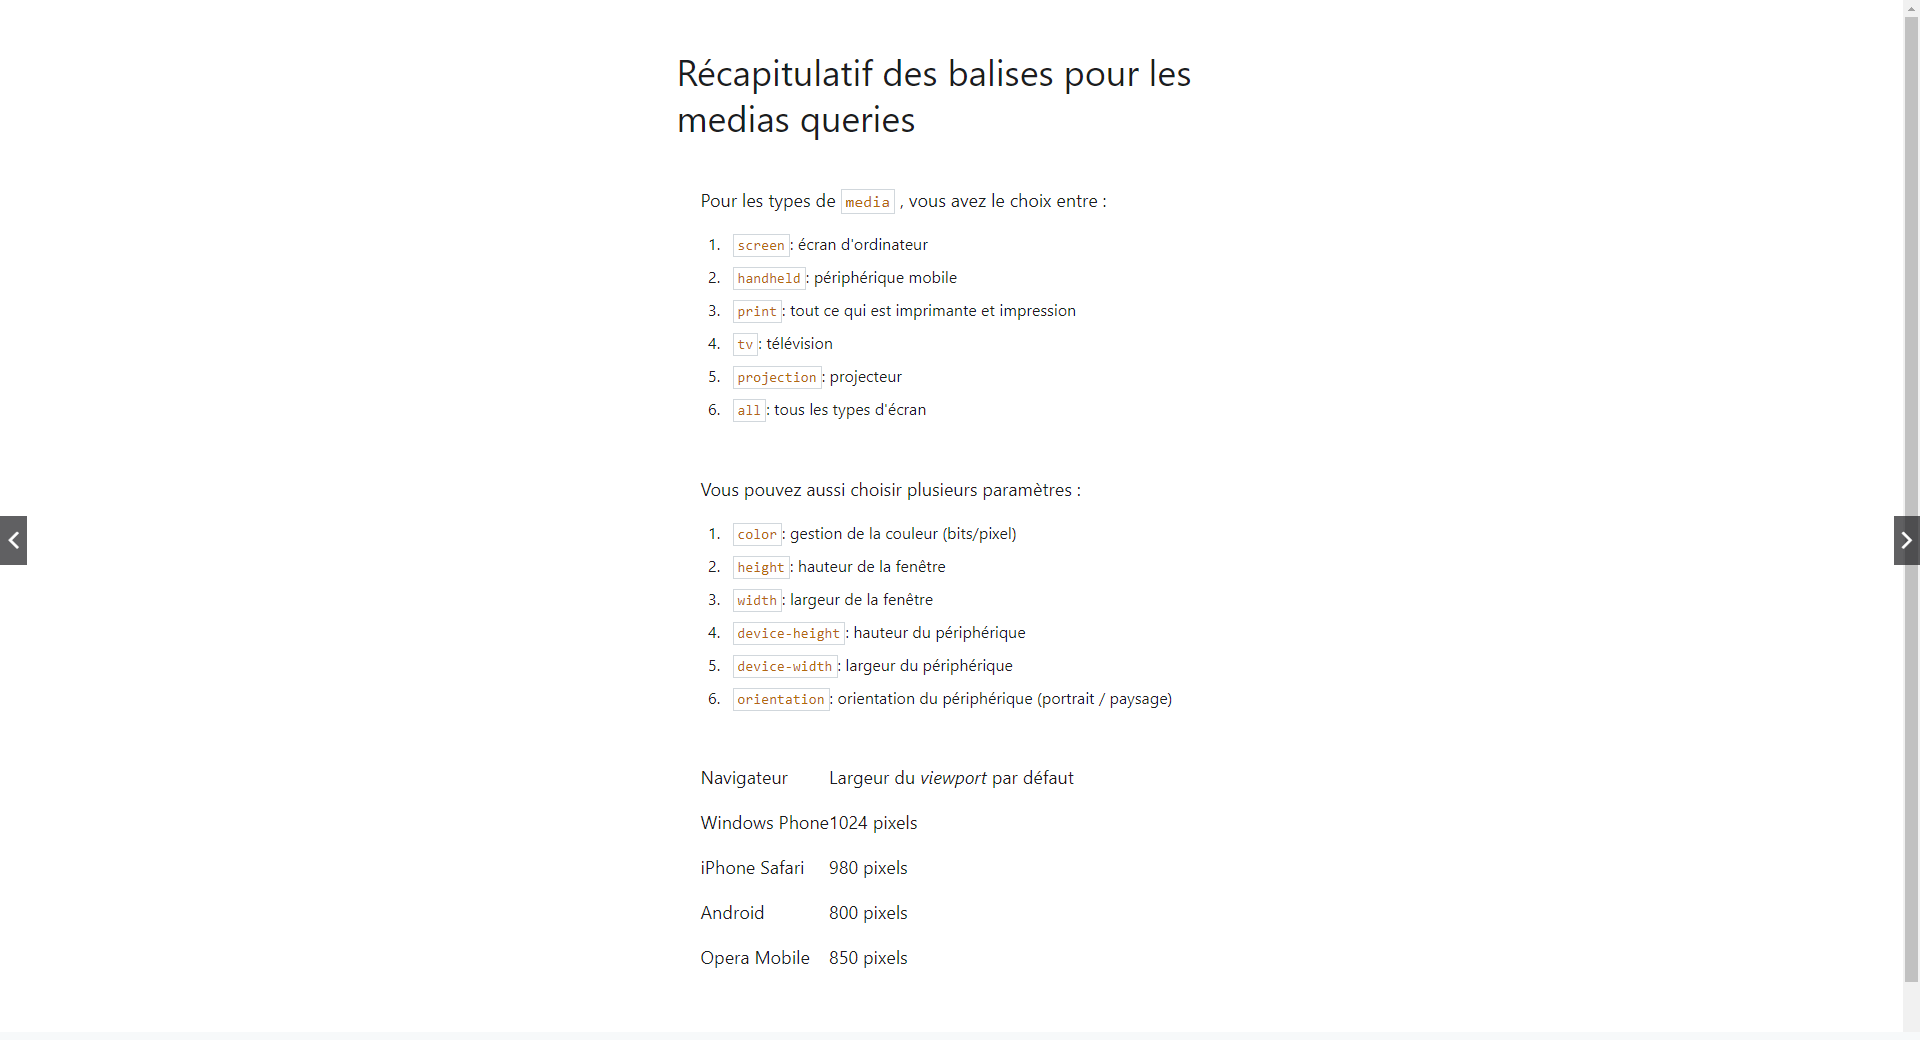 Récapitulatif des balises pour les
medias queries
Pour les types de media , vous avez le choix entre :
1. screen: écran d'ordinateur
2. handheld: périphérique mobile
3. print: tout ce qui est imprimante et impression
4. tv: télévision
5. projection: projecteur
6. all: tous les types d'écran
Vous pouvez aussi choisir plusieurs paramètres :
1. color: gestion de la couleur (bits/pixel)
2. height: hauteur de la fenêtre
3. width: largeur de la fenêtre
4. device-height: hauteur du périphérique
5. device-width: largeur du périphérique
6. orientation: orientation du périphérique (portrait / paysage)
Navigateur Largeur du viewport par défaut
Windows Phone 1024 pixels
iPhone Safari 980 pixels
Android 800 pixels
Opera Mobile 850 pixels